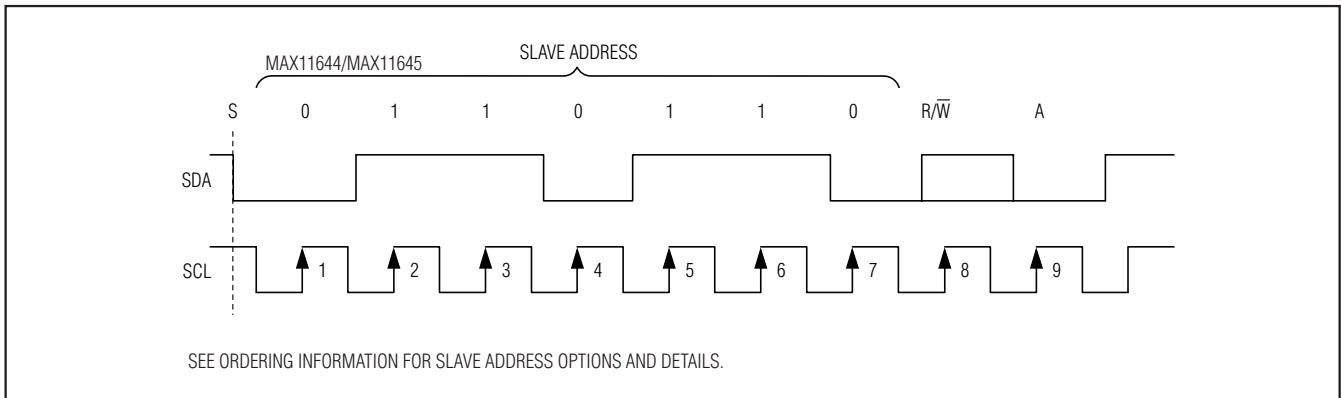 SLAVE ADDRESS
MAX11644/MAX11645
S 0 1 1 0 1 1 0 R/W̅ A
SDA
SCL 1 2 3 4 5 6 7 8 9
SEE ORDERING INFORMATION FOR SLAVE ADDRESS OPTIONS AND DETAILS.